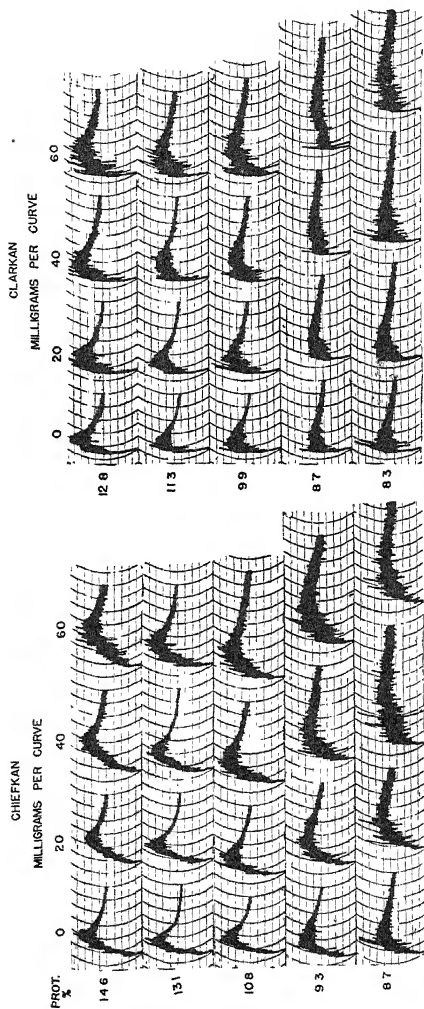 CHIEFKAN
MILLIGRAMS PER CURVE
PROT. %
0 20 40 60
14 6
13 1
10 8
9 3
8 7
CLARKAN
MILLIGRAMS PER CURVE
0 20 40 60
12 8
11 3
9 9
8 7
8 3